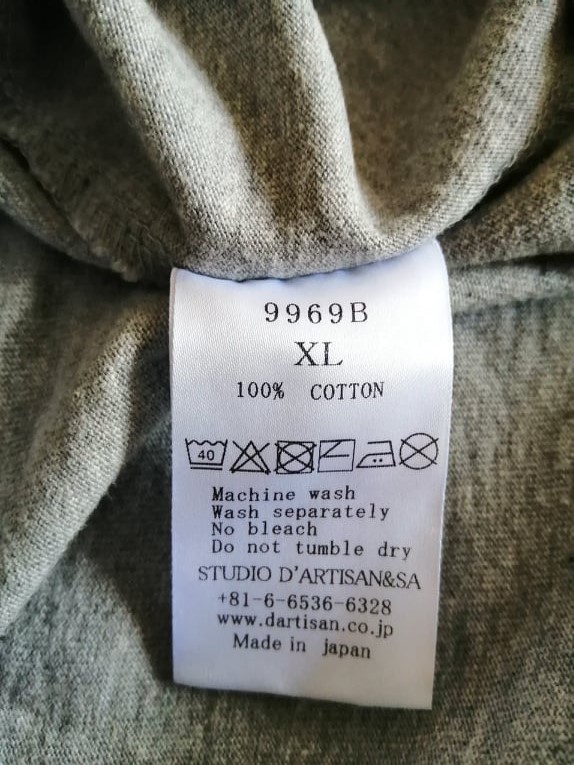 9969B
XL
100% COTTON
40
Machine wash
Wash separately
No bleach
Do not tumble dry
STUDIO D'ARTISAN&SA
+81-6-6536-6328
www.dartisan.co.jp
Made in japan